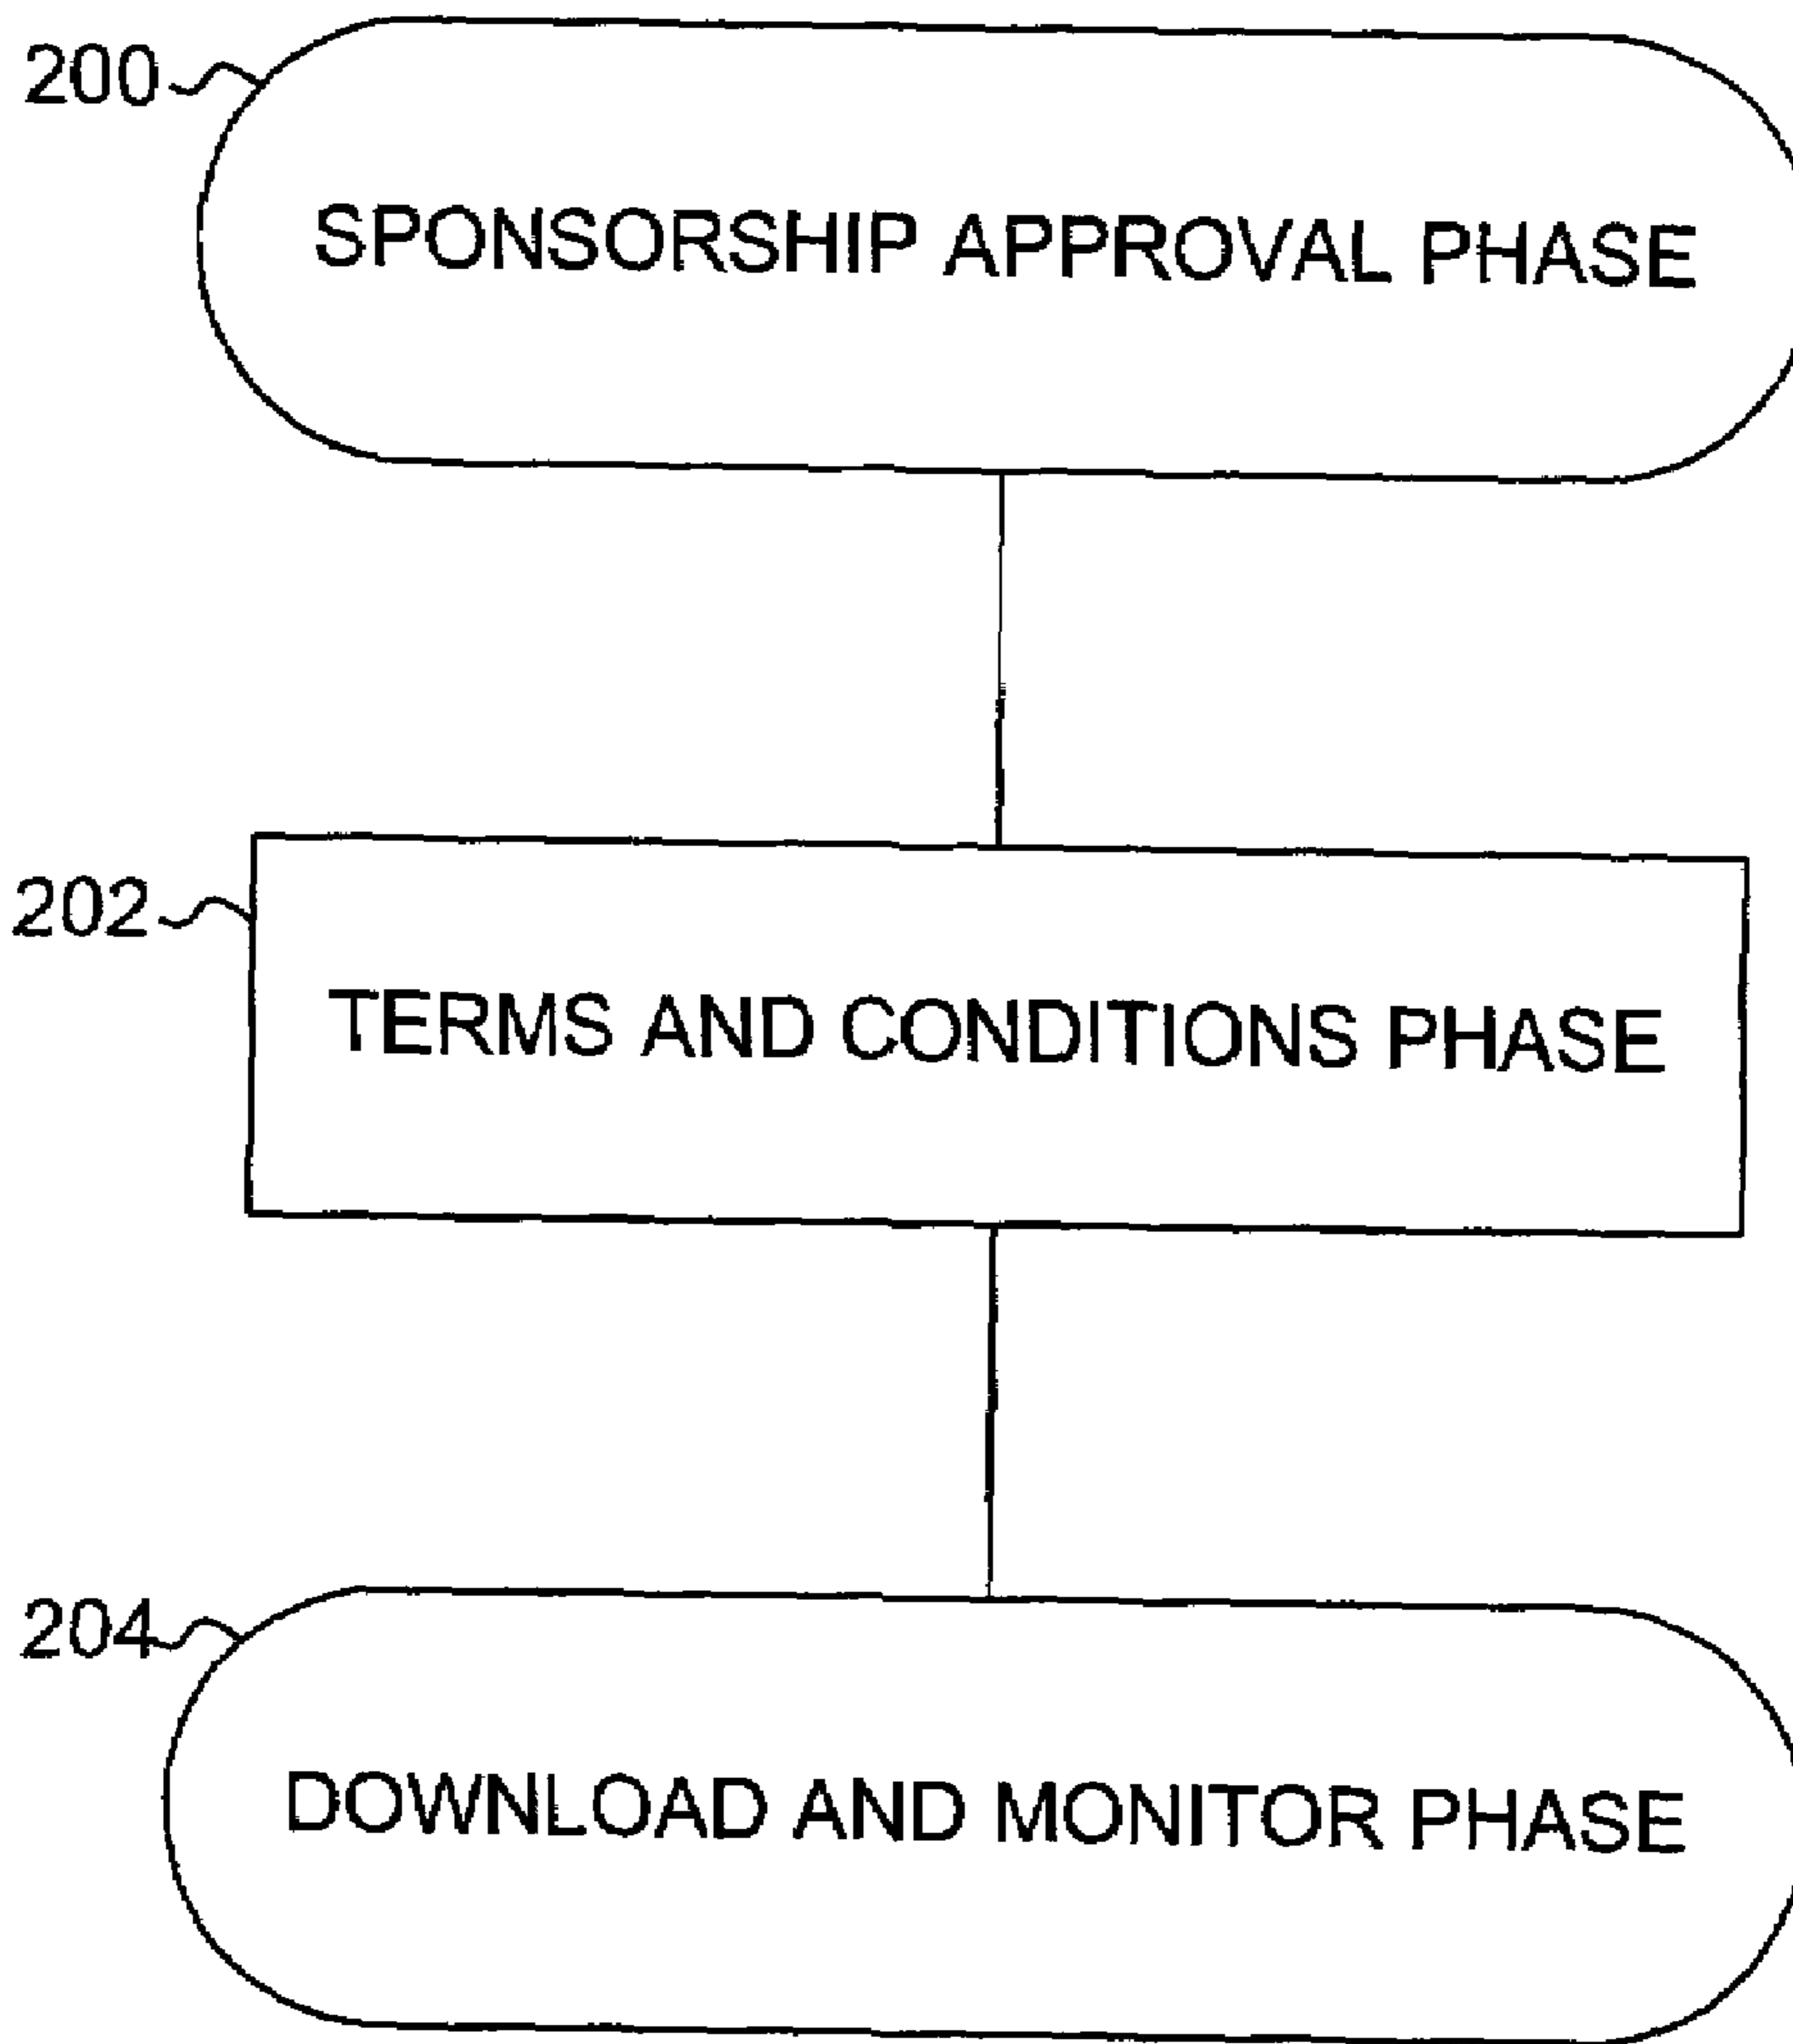 200
SPONSORSHIP APPROVAL PHASE
202
TERMS AND CONDITIONS PHASE
204
DOWNLOAD AND MONITOR PHASE